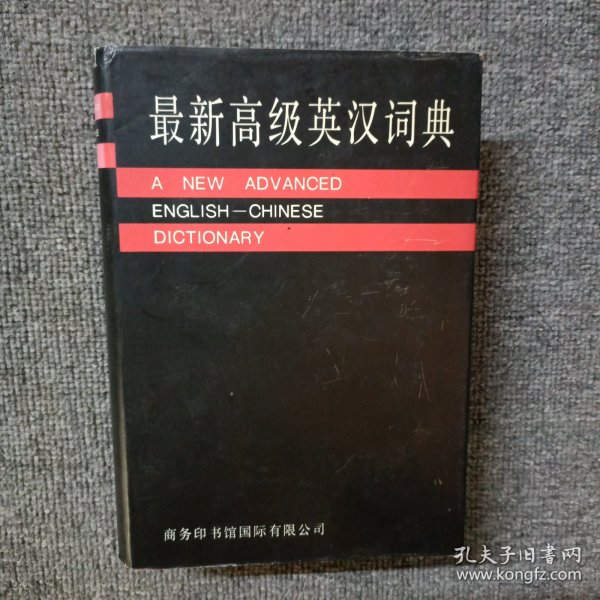 最新高级英汉词典
A NEW ADVANCED
ENGLISH—CHINESE
DICTIONARY
商务印书馆国际有限公司
孔夫子旧書网
www.kongfz.com